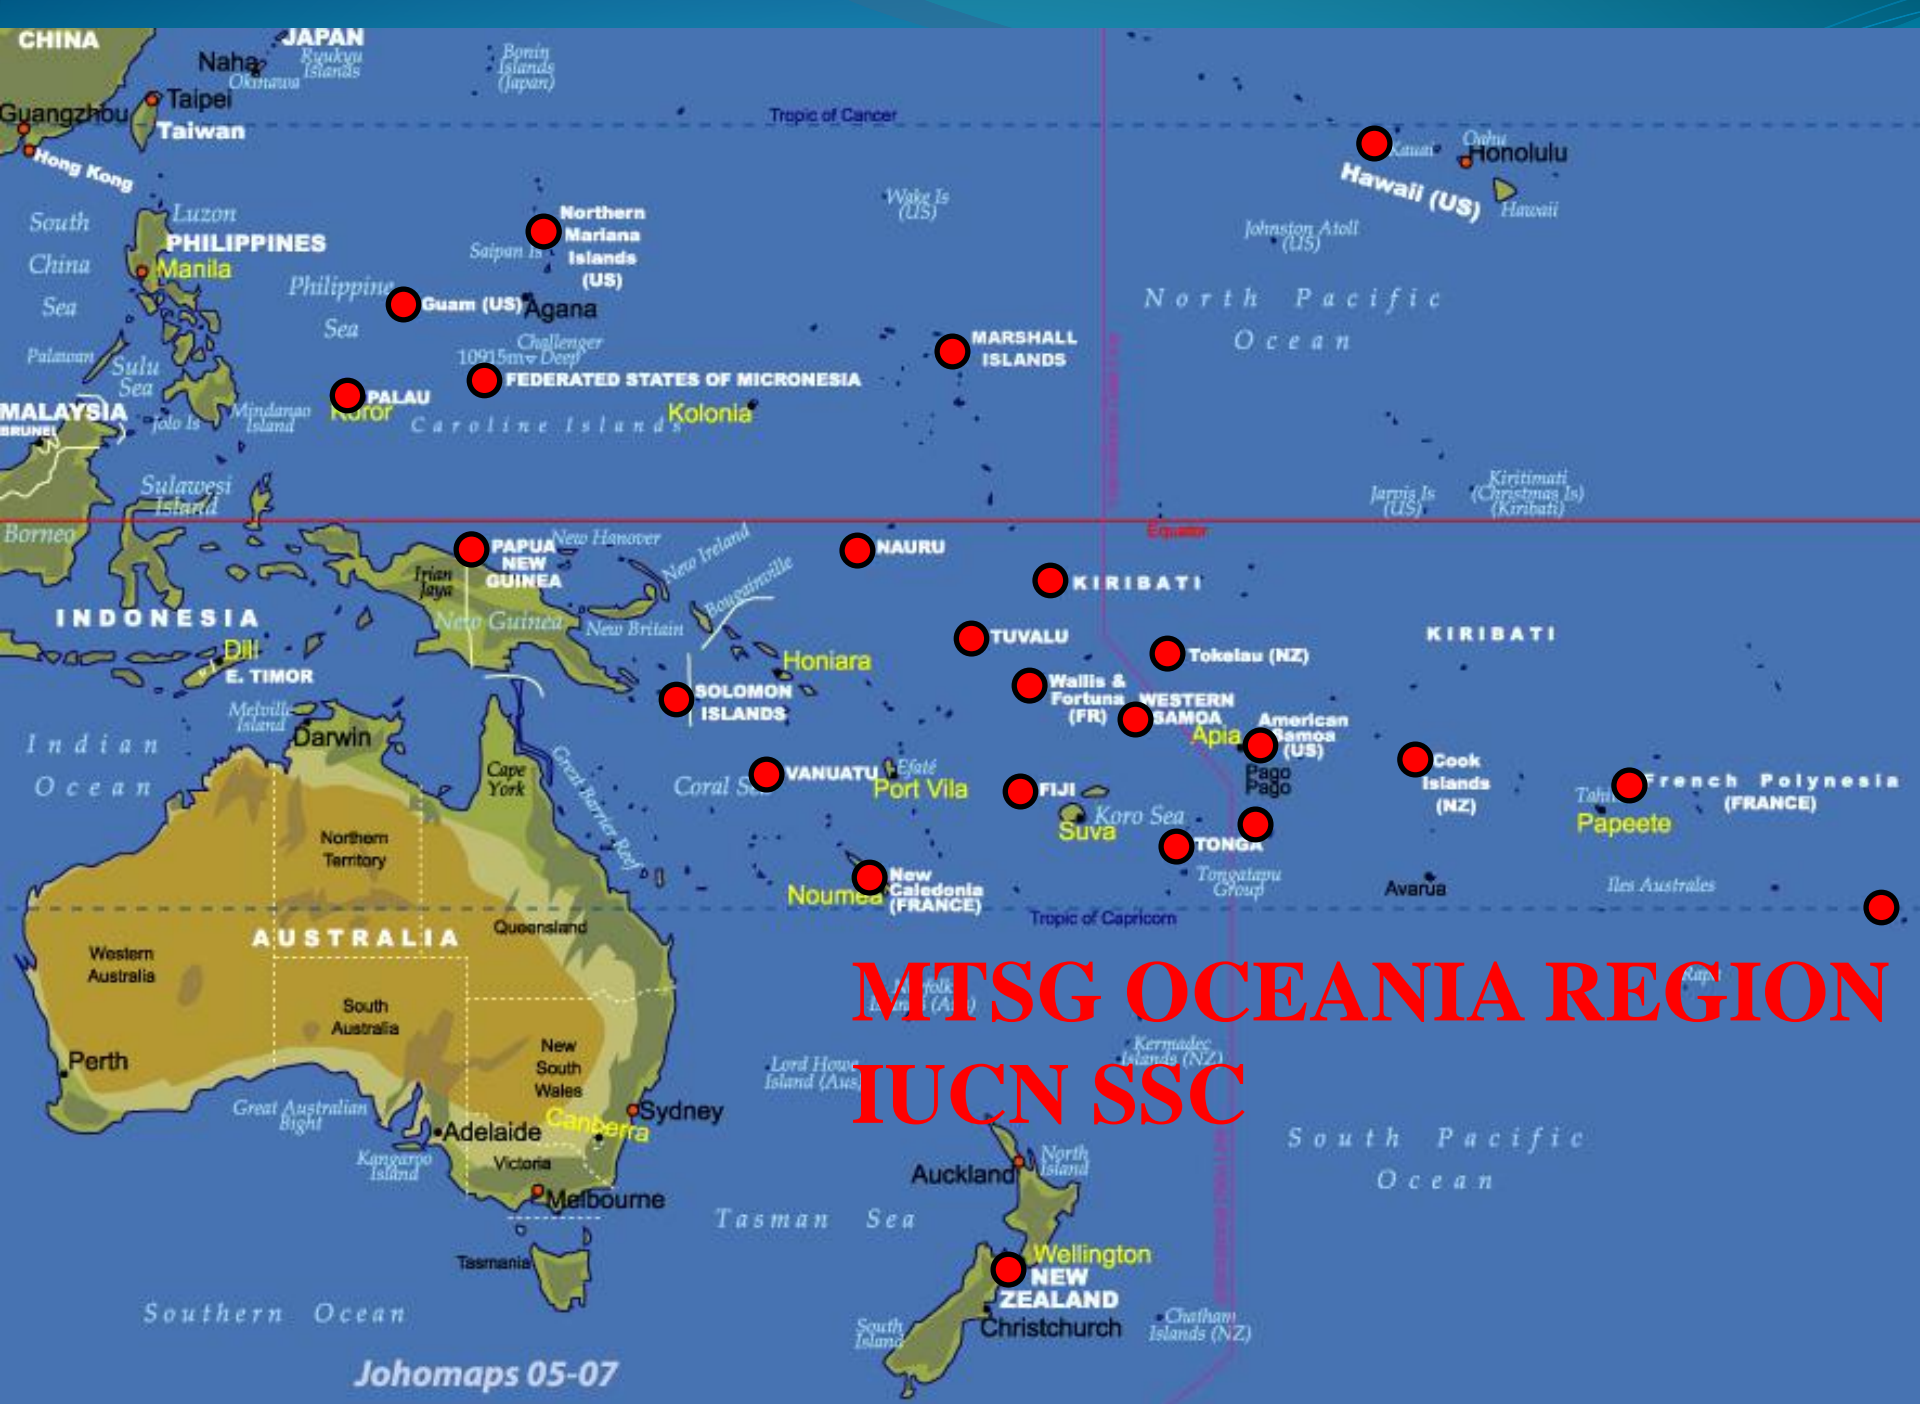 CHINA
JAPAN
Naha
Ryukyu
Islands
Okinawa
Bonin
Islands
(Japan)
Taipei
Guangzhou
Taiwan
Tropic of Cancer
Hong Kong
Kauai
Oahu
Honolulu
Hawaii (US)
Hawaii
South
China
Sea
Luzon
PHILIPPINES
Manila
Philippine
Sea
Saipan Is
Northern
Mariana
Islands
(US)
Wake Is
(US)
Johnston Atoll
(US)
North Pacific
Ocean
Guam (US)
Agana
Challenger
10915m Deep
Palawan
Sulu
Sea
MARSHALL
ISLANDS
FEDERATED STATES OF MICRONESIA
PALAU
Koror
MALAYSIA
BRUNEI
Jolo Is
Mindanao
Island
Caroline Islands
Kolonia
Sulawesi
Island
Jarvis Is
(US)
Kiritimati
(Christmas Is)
(Kiribati)
Borneo
Equator
PAPUA
NEW
GUINEA
New Hanover
New Ireland
NAURU
Irian
Jaya
Bougainville
KIRIBATI
INDONESIA
New Guinea
New Britain
TUVALU
KIRIBATI
Dili
E. TIMOR
Honiara
Tokelau (NZ)
SOLOMON
ISLANDS
Wallis &
Fortuna
(FR)
WESTERN
SAMOA
Apia
American
Samoa
(US)
Pago
Pago
Melville
Island
Darwin
Indian
Ocean
Cape
York
Great Barrier Reef
Coral Sea
VANUATU
Efaté
Port Vila
FIJI
Koro Sea
Suva
Cook
Islands
(NZ)
French Polynesia
(FRANCE)
Tahiti
Papeete
Northern
Territory
TONGA
Tongatapu
Group
New
Caledonia
(FRANCE)
Noumea
Avarua
Iles Australes
Tropic of Capricorn
Queensland
AUSTRALIA
Western
Australia
South
Australia
MTSG OCEANIA REGION
IUCN SSC
Norfolk
Islands (Aus)
Rapa
New
South
Wales
Perth
Lord Howe
Island (Aus)
Kermadec
Islands (NZ)
Great Australian
Bight
Canberra
Sydney
Adelaide
Kangaroo
Island
Victoria
Melbourne
Auckland
North
Island
South Pacific
Ocean
Tasman Sea
Tasmania
Wellington
NEW
ZEALAND
Southern Ocean
South
Island
Christchurch
Chatham
Islands (NZ)
Johomaps 05-07